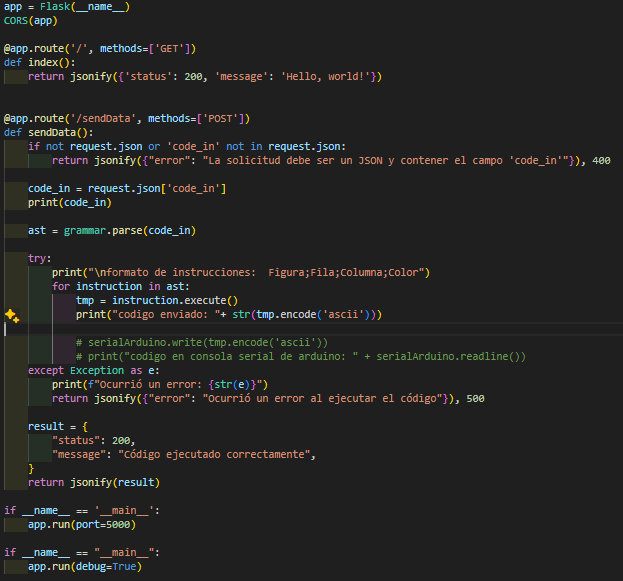 app = Flask(__name__)
CORS(app)

@app.route('/', methods=['GET'])
def index():
    return jsonify({'status': 200, 'message': 'Hello, world!'})


@app.route('/sendData', methods=['POST'])
def sendData():
    if not request.json or 'code_in' not in request.json:
        return jsonify({"error": "La solicitud debe ser un JSON y contener el campo 'code_in'"}), 400

    code_in = request.json['code_in']
    print(code_in)

    ast = grammar.parse(code_in)

    try:
        print("\nformato de instrucciones:  Figura;Fila;Columna;Color")
        for instruction in ast:
            tmp = instruction.execute()
            print("codigo enviado: "+ str(tmp.encode('ascii')))

            # serialArduino.write(tmp.encode('ascii'))
            # print("codigo en consola serial de arduino: " + serialArduino.readline())
    except Exception as e:
        print(f"Ocurrió un error: {str(e)}")
        return jsonify({"error": "Ocurrió un error al ejecutar el código"}), 500

    result = {
        "status": 200,
        "message": "Código ejecutado correctamente",
    }
    return jsonify(result)

if __name__ == '__main__':
    app.run(port=5000)

if __name__ == "__main__":
    app.run(debug=True)